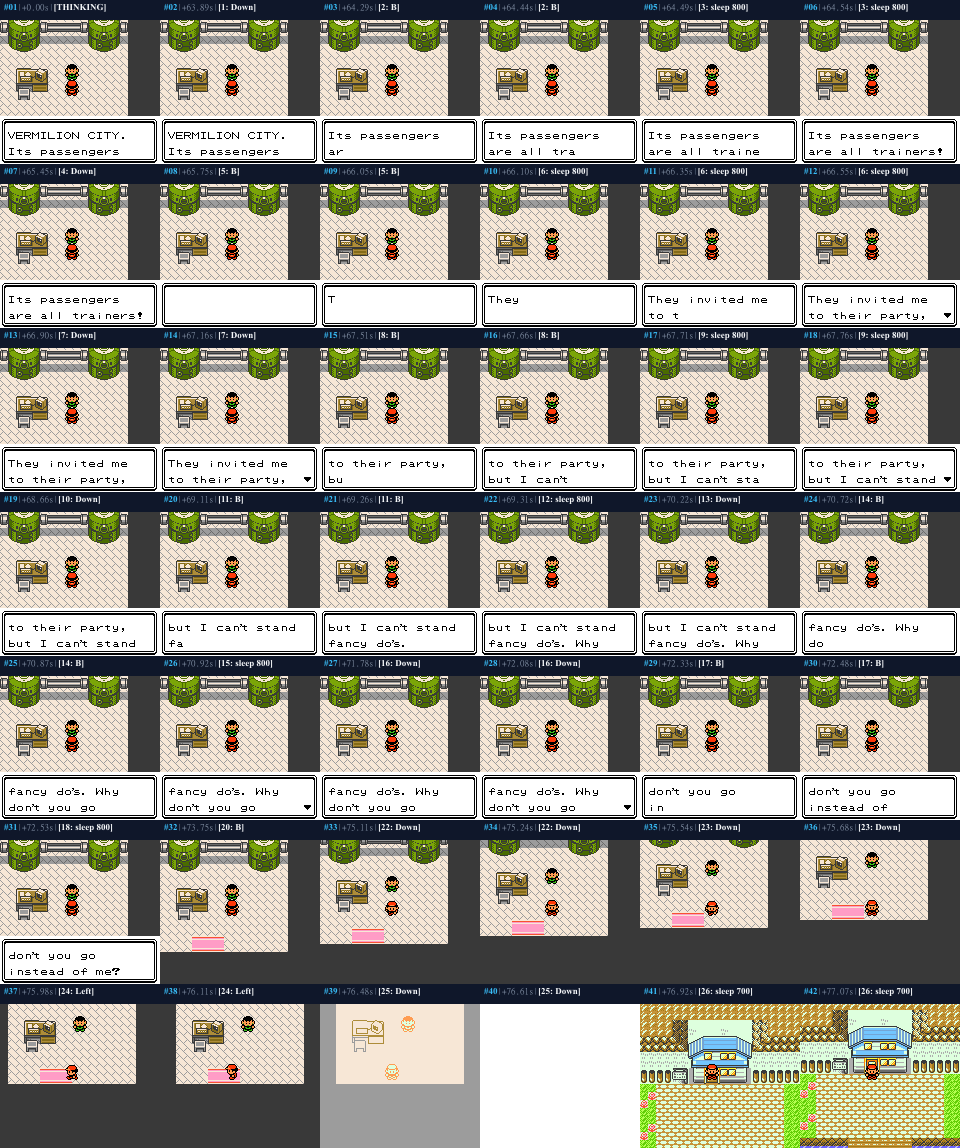 #01|+0.00s|[THINKING]
#02|+63.89s|[1: Down]
#03|+64.29s|[2: B]
#04|+64.44s|[2: B]
#05|+64.49s|[3: sleep 800]
#06|+64.54s|[3: sleep 800]
VERMILION CITY.
Its passengers
VERMILION CITY.
Its passengers
Its passengers
ar
Its passengers
are all tra
Its passengers
are all traine
Its passengers
are all trainers!
#07|+65.45s|[4: Down]
#08|+65.75s|[5: B]
#09|+66.05s|[5: B]
#10|+66.10s|[6: sleep 800]
#11|+66.35s|[6: sleep 800]
#12|+66.55s|[6: sleep 800]
Its passengers
are all trainers!
T
They
They invited me
to t
They invited me
to their party,
#13|+66.90s|[7: Down]
#14|+67.16s|[7: Down]
#15|+67.51s|[8: B]
#16|+67.66s|[8: B]
#17|+67.71s|[9: sleep 800]
#18|+67.76s|[9: sleep 800]
They invited me
to their party,
They invited me
to their party,
to their party,
bu
to their party,
but I can't
to their party,
but I can't sta
to their party,
but I can't stand
#19|+68.66s|[10: Down]
#20|+69.11s|[11: B]
#21|+69.26s|[11: B]
#22|+69.31s|[12: sleep 800]
#23|+70.22s|[13: Down]
#24|+70.72s|[14: B]
to their party,
but I can't stand
but I can't stand
fa
but I can't stand
fancy do's.
but I can't stand
fancy do's. Why
but I can't stand
fancy do's. Why
fancy do's. Why
do
#25|+70.87s|[14: B]
#26|+70.92s|[15: sleep 800]
#27|+71.78s|[16: Down]
#28|+72.08s|[16: Down]
#29|+72.33s|[17: B]
#30|+72.48s|[17: B]
fancy do's. Why
don't you go
fancy do's. Why
don't you go
fancy do's. Why
don't you go
fancy do's. Why
don't you go
don't you go
in
don't you go
instead of
#31|+72.53s|[18: sleep 800]
#32|+73.75s|[20: B]
#33|+75.11s|[22: Down]
#34|+75.24s|[22: Down]
#35|+75.54s|[23: Down]
#36|+75.68s|[23: Down]
don't you go
instead of me?
#37|+75.98s|[24: Left]
#38|+76.11s|[24: Left]
#39|+76.48s|[25: Down]
#40|+76.61s|[25: Down]
#41|+76.92s|[26: sleep 700]
#42|+77.07s|[26: sleep 700]